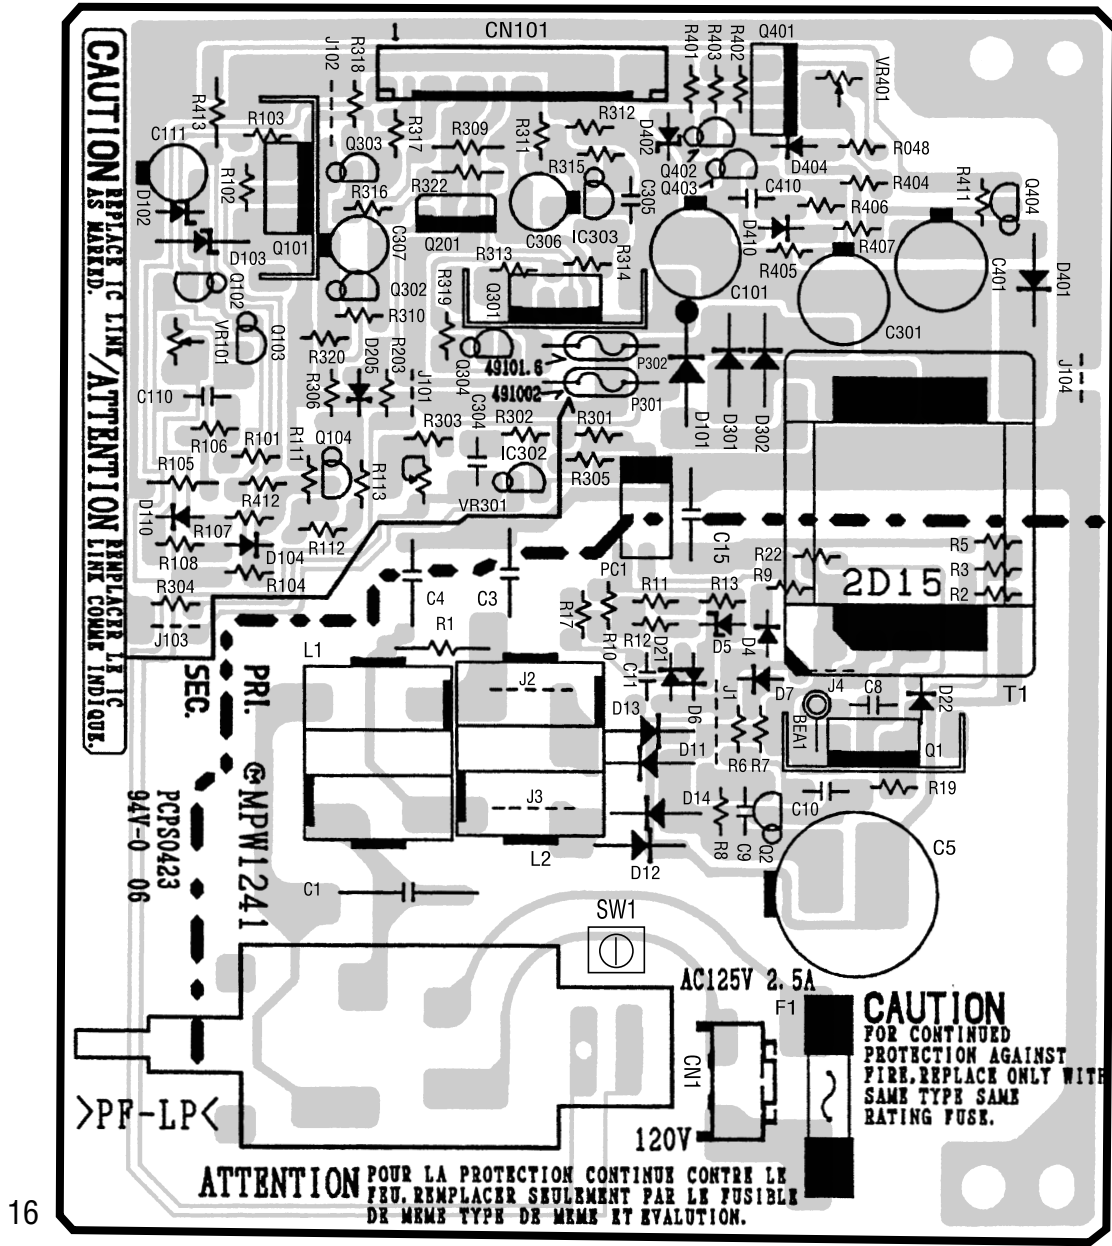 CN101
Q401
J102
R318
R401
R403
R402
VR401
R413
R103
R317
R309
R311
R312
D402
C111
Q303
R315
Q402
D404
R048
R102
R316
R322
C305
Q403
C410
R404
R411
Q404
D102
R406
Q101
C307
Q201
C306
IC303
D410
R407
D103
R313
R314
R405
C401
D401
Q102
Q302
R319
Q301
C101
R310
C301
VR101
Q103
R320
D205
R203
Q304
49101.6
P302
J104
C110
R306
J101
491002
P301
C304
R303
R302
R301
D101
D301
D302
R106
R101
R111
Q104
IC302
R105
R113
R305
R412
VR301
D110
R107
R112
C15
R108
D104
R22
R5
R304
R104
PC1
R9
R3
2D15
C4
C3
R17
R10
R11
R13
R2
J103
R1
R12
D5
D4
L1
D21
J2
C11
D6
J1
D7
J4
C8
D22
T1
D13
BEA1
D11
R6
R7
Q1
J3
D14
C10
R19
L2
R8
C9
Q2
D12
C5
C1
SW1
CAUTION REPLACE IC LINK
AS MARKED.
/ATTENTION REMPLACER LE IC
LINK COMME INDIQUE.
PRI.
SEC.
©MPW1241
PCPS0423
94V-0 06
AC125V 2.5A
F1
CN1
120V
>PF-LP<
CAUTION
FOR CONTINUED
PROTECTION AGAINST
FIRE,REPLACE ONLY WITH
SAME TYPE SAME
RATING FUSE.
ATTENTION POUR LA PROTECTION CONTINUE CONTRE LE
FEU. REMPLACER SEULEMENT PAR LE FUSIBLE
DE MEME TYPE DE MEME ET EVALUTION.
16